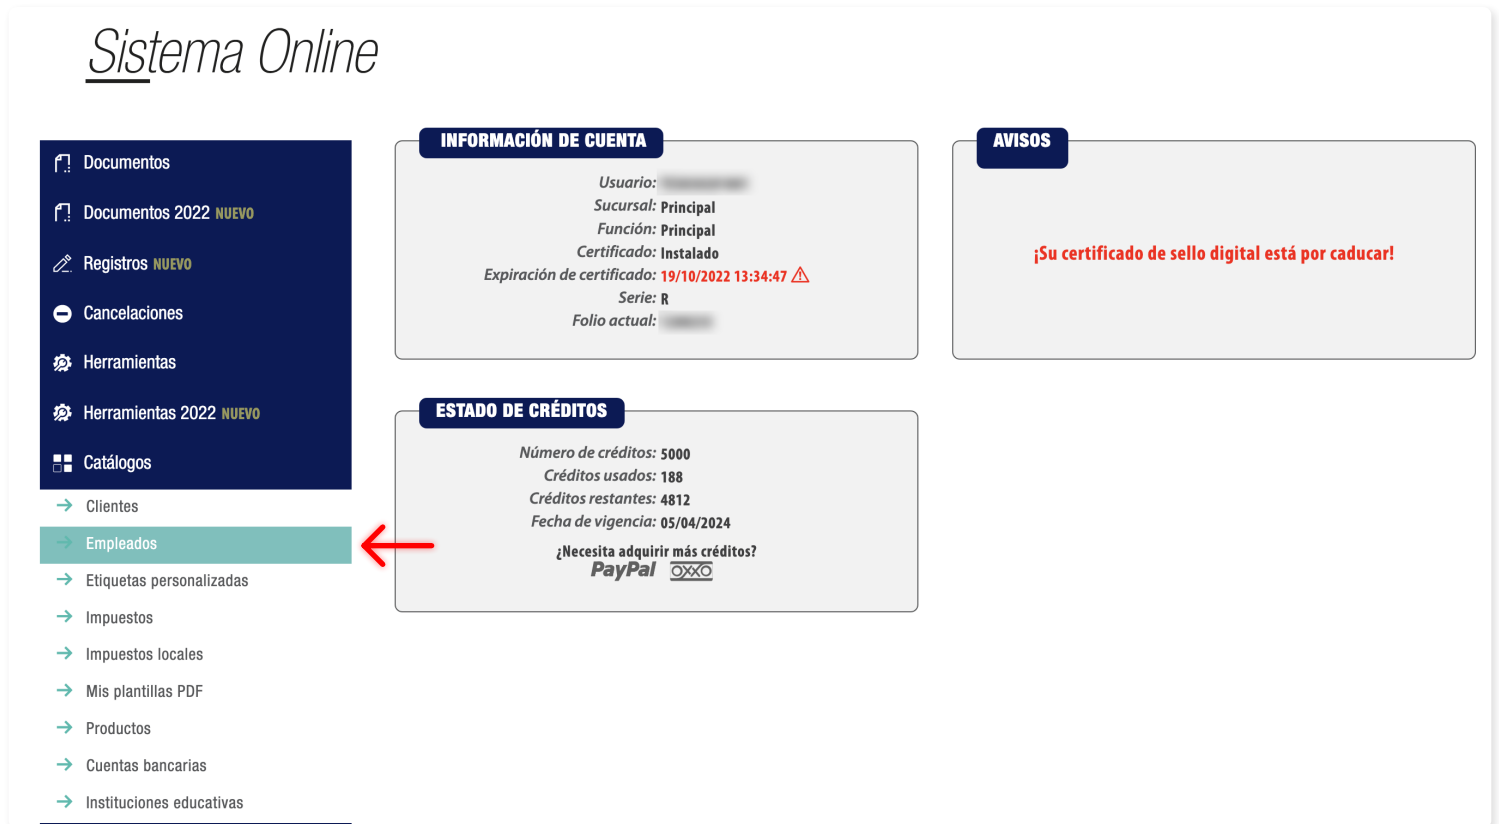 Sistema Online
Documentos
Documentos 2022 NUEVO
Registros NUEVO
Cancelaciones
Herramientas
Herramientas 2022 NUEVO
Catálogos
Clientes
Empleados
Etiquetas personalizadas
Impuestos
Impuestos locales
Mis plantillas PDF
Productos
Cuentas bancarias
Instituciones educativas
INFORMACIÓN DE CUENTA
Usuario:
Sucursal: Principal
Función: Principal
Certificado: Instalado
Expiración de certificado: 19/10/2022 13:34:47
Serie: R
Folio actual:
ESTADO DE CRÉDITOS
Número de créditos: 5000
Créditos usados: 188
Créditos restantes: 4812
Fecha de vigencia: 05/04/2024
¿Necesita adquirir más créditos?
PayPal OXXO
AVISOS
¡Su certificado de sello digital está por caducar!